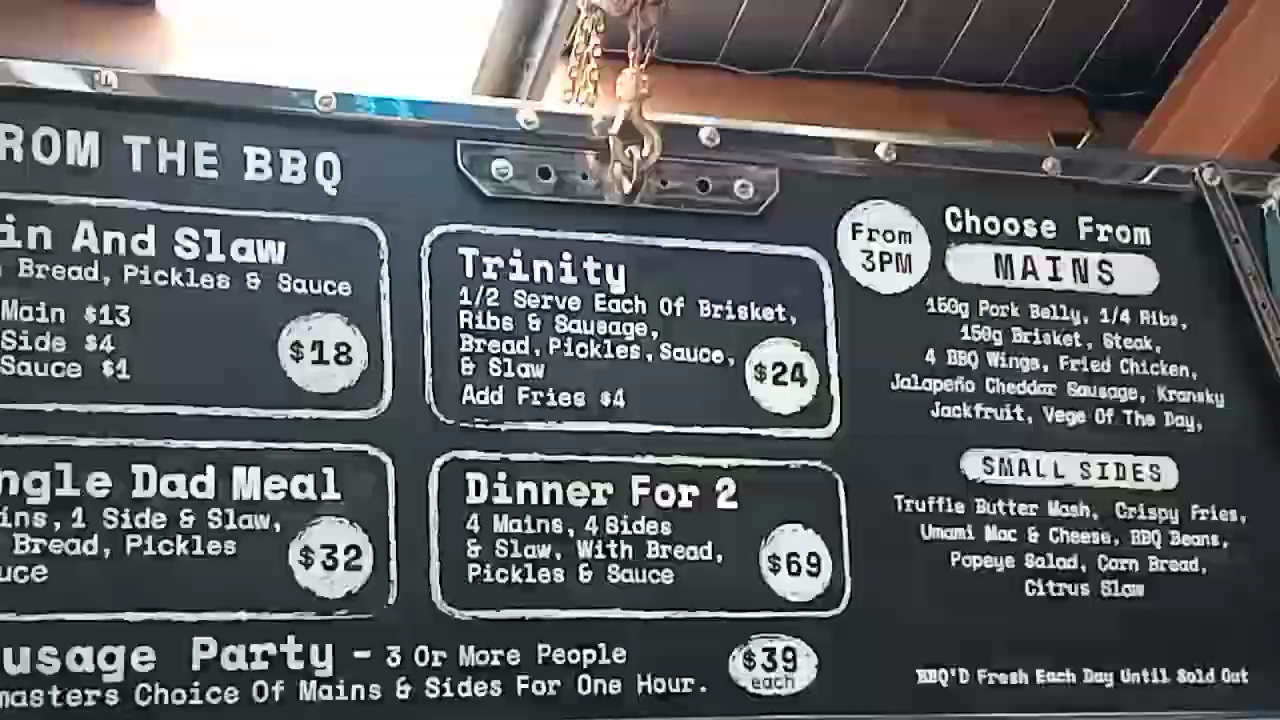 ROM THE BBQ
in And Slaw
Bread, Pickles & Sauce
Main $13
Side $4
Sauce $1
$18
Trinity
1/2 Serve Each Of Brisket,
Ribs & Sausage,
Bread, Pickles, Sauce,
& Slaw
Add Fries $4
$24
ngle Dad Meal
ins, 1 Side & Slaw,
Bread, Pickles
uce
$32
Dinner For 2
4 Mains, 4 Sides
& Slaw, With Bread,
Pickles & Sauce
$69
usage Party - 3 Or More People
masters Choice Of Mains & Sides For One Hour.
$39
each
From
3PM
Choose From
MAINS
150g Pork Belly, 1/4 Ribs,
150g Brisket, Steak,
4 BBQ Wings, Fried Chicken,
Jalapeño Cheddar Sausage, Kransky
Jackfruit, Vege Of The Day,
SMALL SIDES
Truffle Butter Mash, Crispy Fries,
Umami Mac & Cheese, BBQ Beans,
Popeye Salad, Corn Bread,
Citrus Slaw
BBQ'D Fresh Each Day Until Sold Out